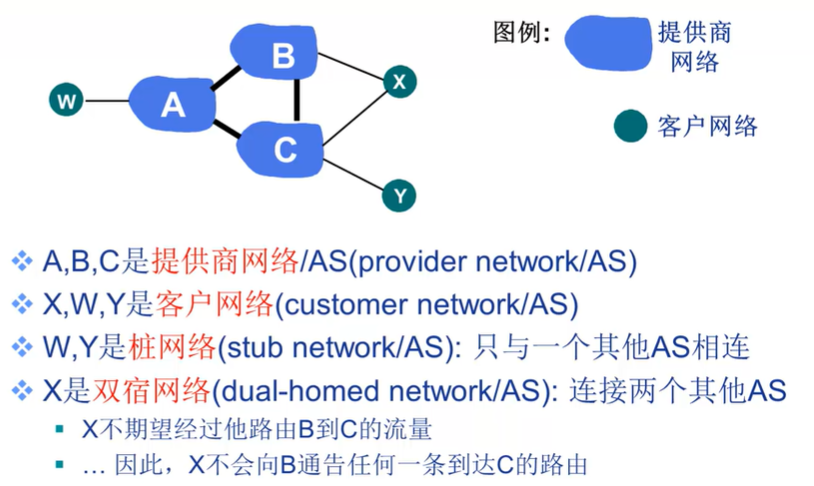 图例:
提供商
网络
客户网络
B
X
W
A
C
Y
A,B,C是提供商网络/AS(provider network/AS)
X,W,Y是客户网络(customer network/AS)
W,Y是桩网络(stub network/AS): 只与一个其他AS相连
X是双宿网络(dual-homed network/AS): 连接两个其他AS
X不期望经过他路由B到C的流量
... 因此，X不会向B通告任何一条到达C的路由